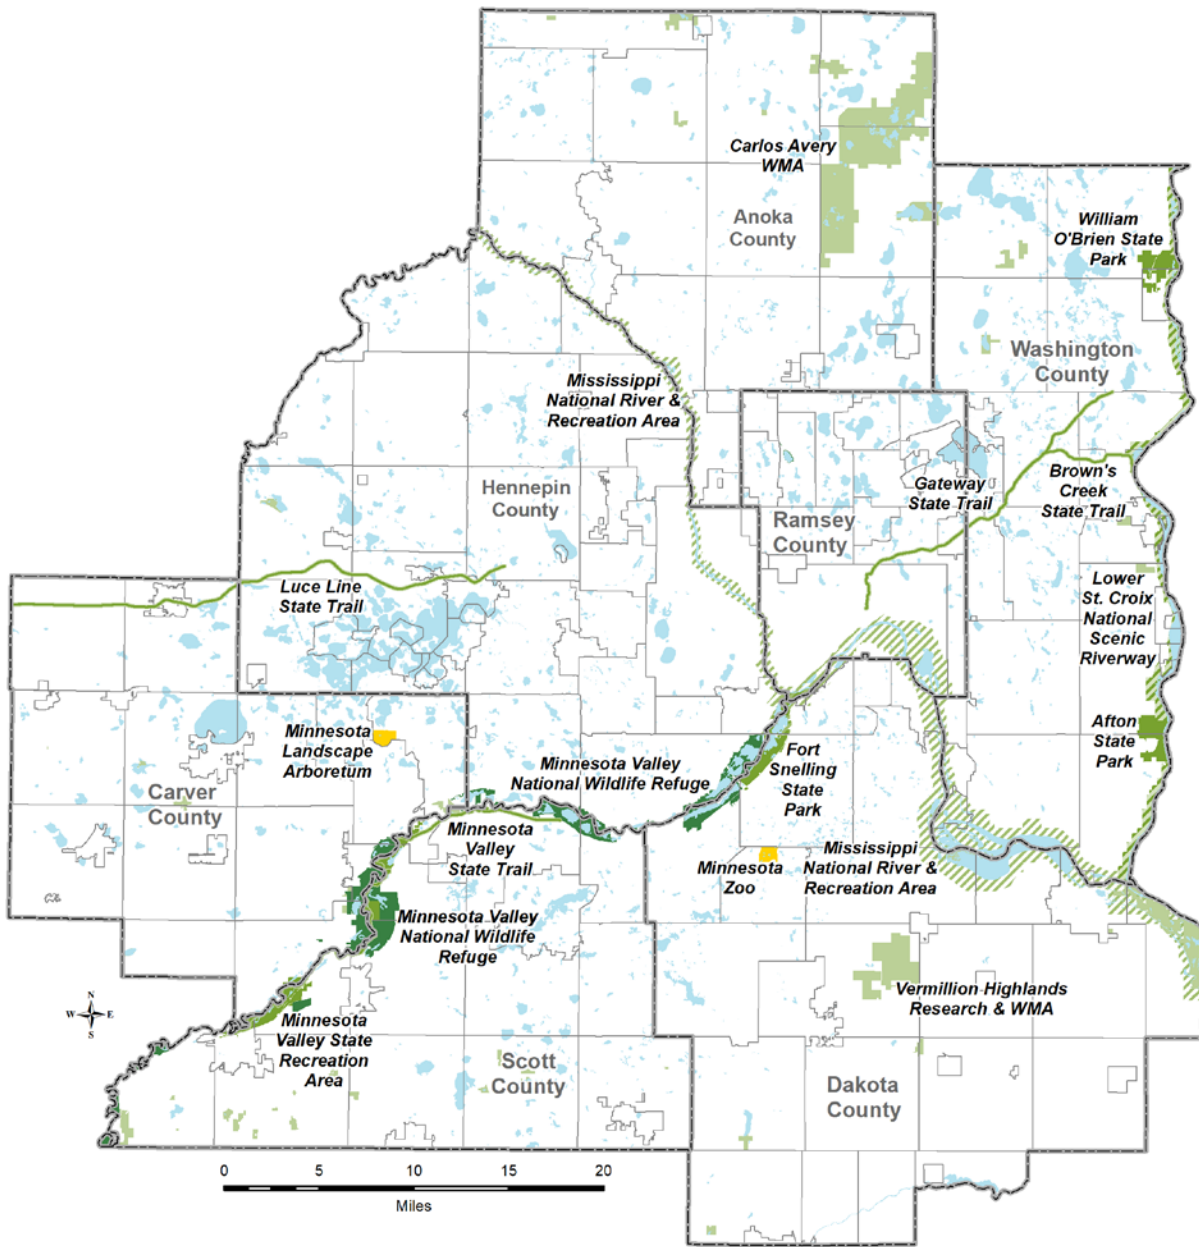 Carlos Avery
WMA
Anoka
County
William
O'Brien State
Park
Washington
County
Mississippi
National River &
Recreation Area
Hennepin
County
Gateway
State Trail
Brown's
Creek
State Trail
Ramsey
County
Luce Line
State Trail
Lower
St. Croix
National
Scenic
Riverway
Minnesota
Landscape
Arboretum
Afton
State
Park
Minnesota Valley
National Wildlife Refuge
Fort
Snelling
State
Park
Carver
County
Minnesota
Valley
State Trail
Minnesota
Zoo
Mississippi
National River &
Recreation Area
Minnesota Valley
National Wildlife
Refuge
Vermillion Highlands
Research & WMA
N
W E
S
Minnesota
Valley State
Recreation
Area
Scott
County
Dakota
County
0 5 10 15 20
Miles